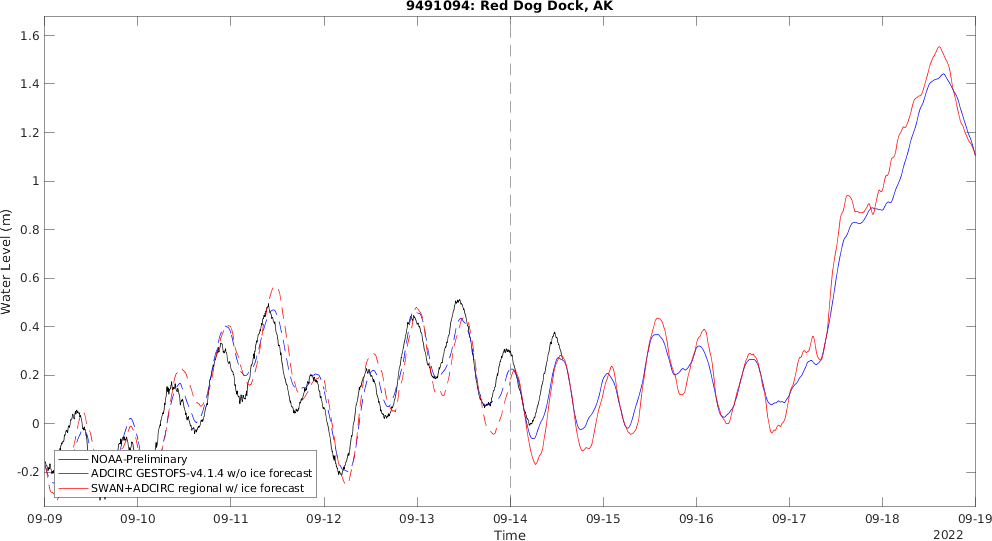 9491094: Red Dog Dock, AK
Water Level (m)
1.6
1.4
1.2
1
0.8
0.6
0.4
0.2
0
-0.2
NOAA-Preliminary
ADCIRC GESTOFS-v4.1.4 w/o ice forecast
SWAN+ADCIRC regional w/ ice forecast
09-09 09-10 09-11 09-12 09-13 09-14 09-15 09-16 09-17 09-18 09-19
Time
2022